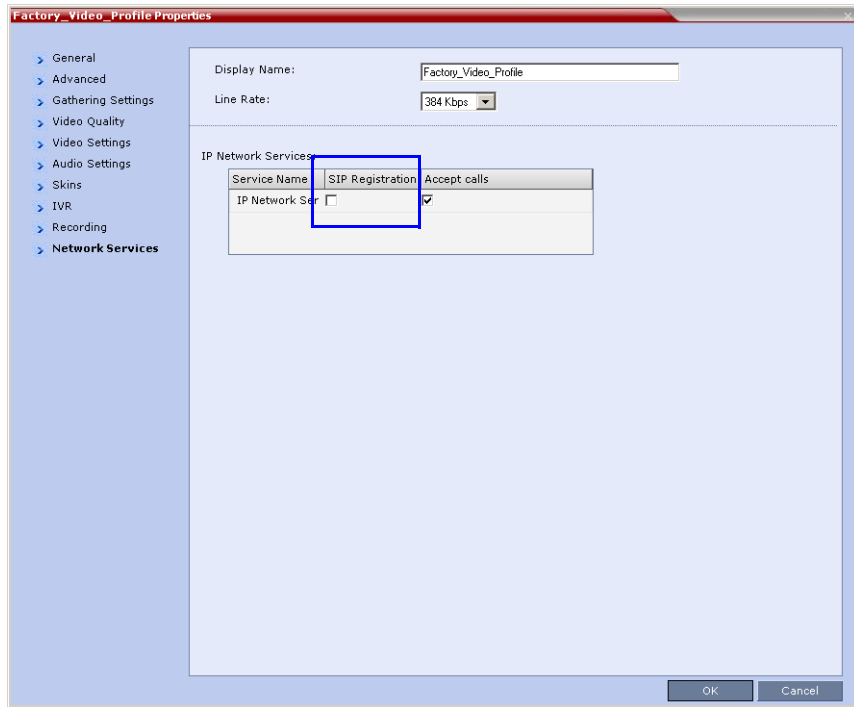 Factory_Video_Profile Properties
General
Advanced
Gathering Settings
Video Quality
Video Settings
Audio Settings
Skins
IVR
Recording
Network Services
Display Name: Factory_Video_Profile
Line Rate: 384 Kbps
IP Network Services:
Service Name SIP Registration Accept calls
IP Network Ser
OK Cancel